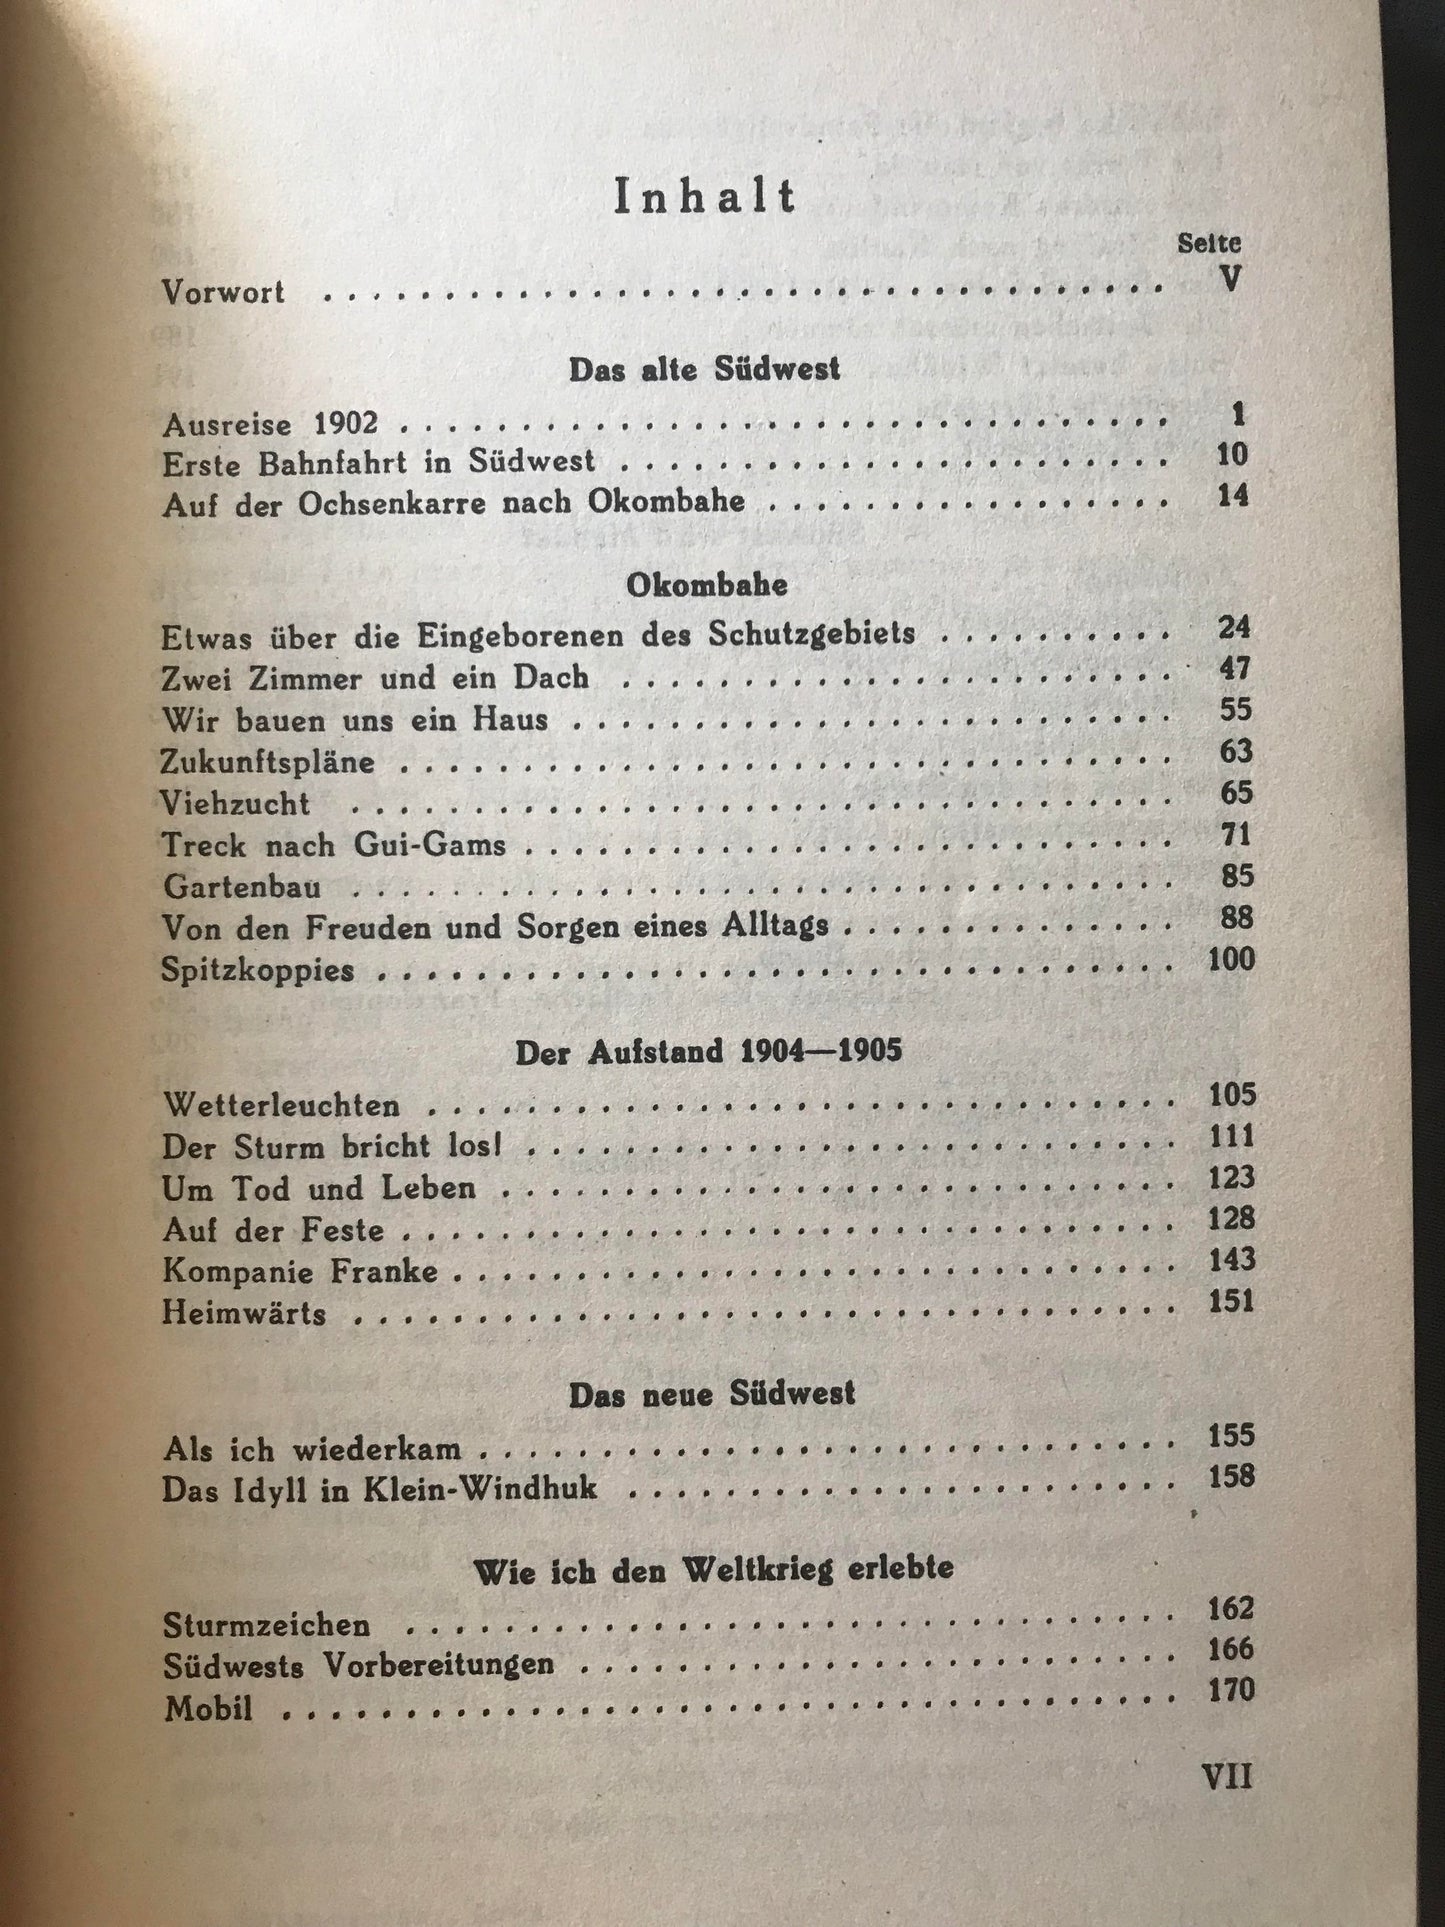 Inhalt
Seite
Vorwort . . . . . . . . . . . . . . . . . . . . . . . . . . . . . . . . . . V
Das alte Südwest
Ausreise 1902 . . . . . . . . . . . . . . . . . . . . . . . . . . . . . . . 1
Erste Bahnfahrt in Südwest . . . . . . . . . . . . . . . . . . . . . . . 10
Auf der Ochsenkarre nach Okombahe . . . . . . . . . . . . . . . . . 14
Okombahe
Etwas über die Eingeborenen des Schutzgebiets . . . . . . . . . . 24
Zwei Zimmer und ein Dach . . . . . . . . . . . . . . . . . . . . . . . 47
Wir bauen uns ein Haus . . . . . . . . . . . . . . . . . . . . . . . . . 55
Zukunftspläne . . . . . . . . . . . . . . . . . . . . . . . . . . . . . . . 63
Viehzucht . . . . . . . . . . . . . . . . . . . . . . . . . . . . . . . . . 65
Treck nach Gui-Gams . . . . . . . . . . . . . . . . . . . . . . . . . . 71
Gartenbau . . . . . . . . . . . . . . . . . . . . . . . . . . . . . . . . . 85
Von den Freuden und Sorgen eines Alltags . . . . . . . . . . . . . . 88
Spitzkoppies . . . . . . . . . . . . . . . . . . . . . . . . . . . . . . . . 100
Der Aufstand 1904—1905
Wetterleuchten . . . . . . . . . . . . . . . . . . . . . . . . . . . . . . 105
Der Sturm bricht los! . . . . . . . . . . . . . . . . . . . . . . . . . . 111
Um Tod und Leben . . . . . . . . . . . . . . . . . . . . . . . . . . . 123
Auf der Feste . . . . . . . . . . . . . . . . . . . . . . . . . . . . . . . 128
Kompanie Franke . . . . . . . . . . . . . . . . . . . . . . . . . . . . . 143
Heimwärts . . . . . . . . . . . . . . . . . . . . . . . . . . . . . . . . . 151
Das neue Südwest
Als ich wiederkam . . . . . . . . . . . . . . . . . . . . . . . . . . . . 155
Das Idyll in Klein-Windhuk . . . . . . . . . . . . . . . . . . . . . . 158
Wie ich den Weltkrieg erlebte
Sturmzeichen . . . . . . . . . . . . . . . . . . . . . . . . . . . . . . . 162
Südwests Vorbereitungen . . . . . . . . . . . . . . . . . . . . . . . . 166
Mobil . . . . . . . . . . . . . . . . . . . . . . . . . . . . . . . . . . . . 170
VII